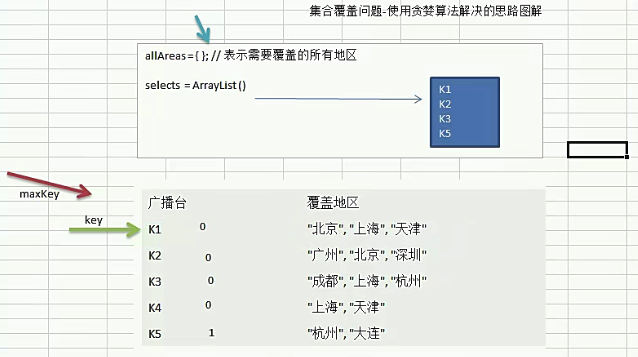 集合覆盖问题-使用贪婪算法解决的思路图解
allAreas={ }; // 表示需要覆盖的所有地区
selects = ArrayList()
K1
K2
K3
K5
maxKey
key
广播台 覆盖地区
K1 0 "北京", "上海", "天津"
K2 0 "广州", "北京", "深圳"
K3 0 "成都", "上海", "杭州"
K4 0 "上海", "天津"
K5 1 "杭州", "大连"